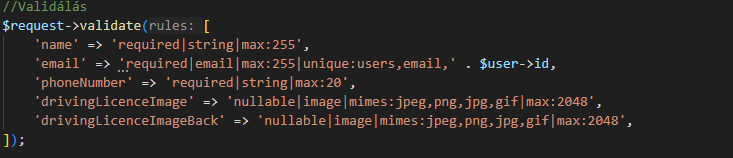 //Validálás
$request->validate(rules: [
    'name' => 'required|string|max:255',
    'email' => 'required|email|max:255|unique:users,email,' . $user->id,
    'phoneNumber' => 'required|string|max:20',
    'drivingLicenceImage' => 'nullable|image|mimes:jpeg,png,jpg,gif|max:2048',
    'drivingLicenceImageBack' => 'nullable|image|mimes:jpeg,png,jpg,gif|max:2048',
]);